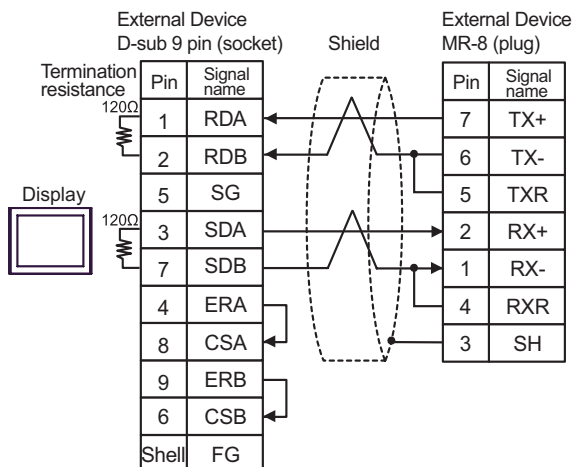 External Device
D-sub 9 pin (socket)
Shield
External Device
MR-8 (plug)
Termination
resistance
Pin
Signal
name
Pin
Signal
name
120Ω
1 RDA
7 TX+
2 RDB
6 TX-
5 SG
5 TXR
Display
120Ω
3 SDA
2 RX+
7 SDB
1 RX-
4 ERA
4 RXR
8 CSA
3 SH
9 ERB
6 CSB
Shell FG